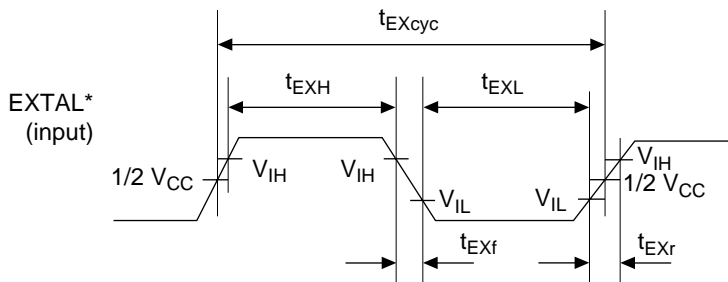 tEXcyc
tEXH
tEXL
EXTAL*
(input)
VIH
VIH
VIH
1/2 VCC
1/2 VCC
VIL
VIL
tEXf
tEXr